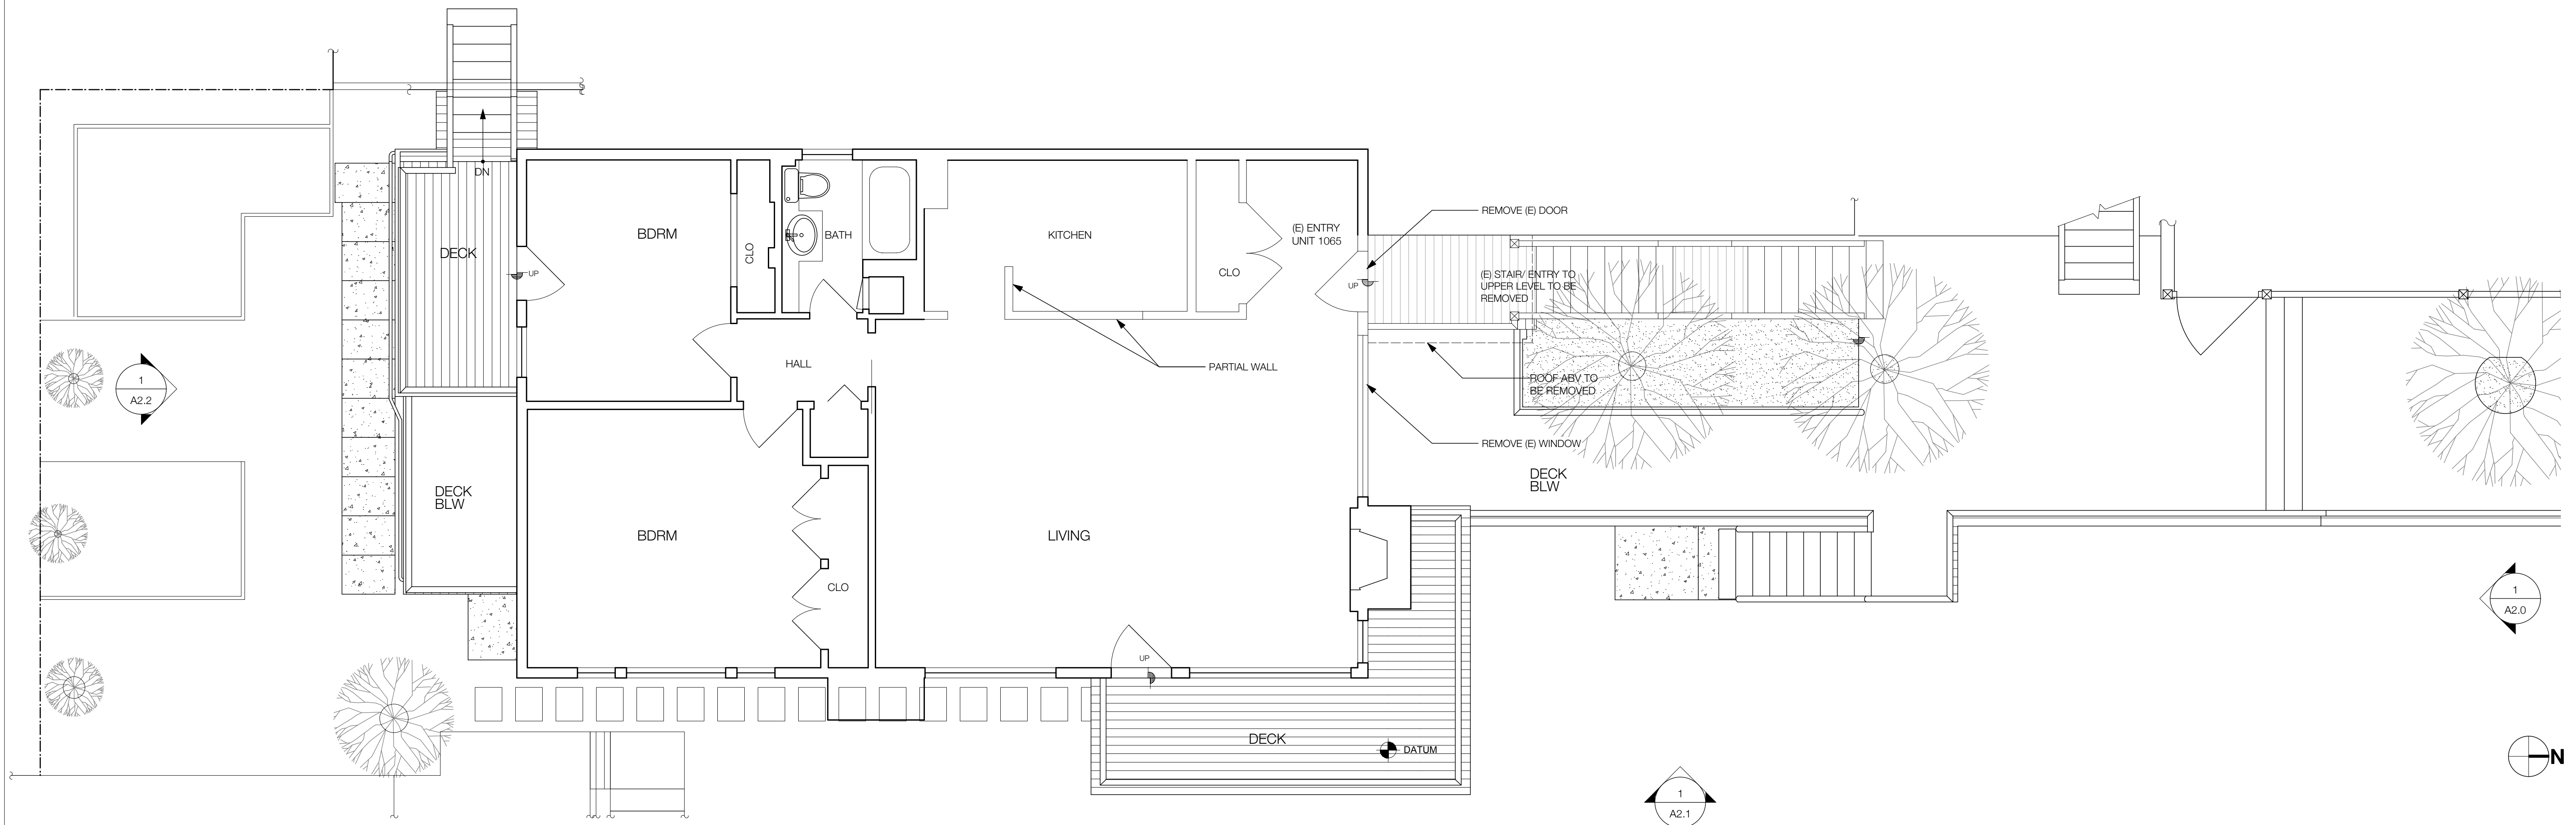 DN
REMOVE (E) DOOR
BDRM
BATH
KITCHEN
(E) ENTRY
UNIT 1065
DECK
CLO
UP
CLO
UP
(E) STAIR/ ENTRY TO
UPPER LEVEL TO BE
REMOVED
HALL
PARTIAL WALL
ROOF ABV TO
BE REMOVED
1
A2.2
REMOVE (E) WINDOW
DECK
BLW
DECK
BLW
BDRM
LIVING
CLO
1
A2.0
UP
DECK
DATUM
N
1
A2.1